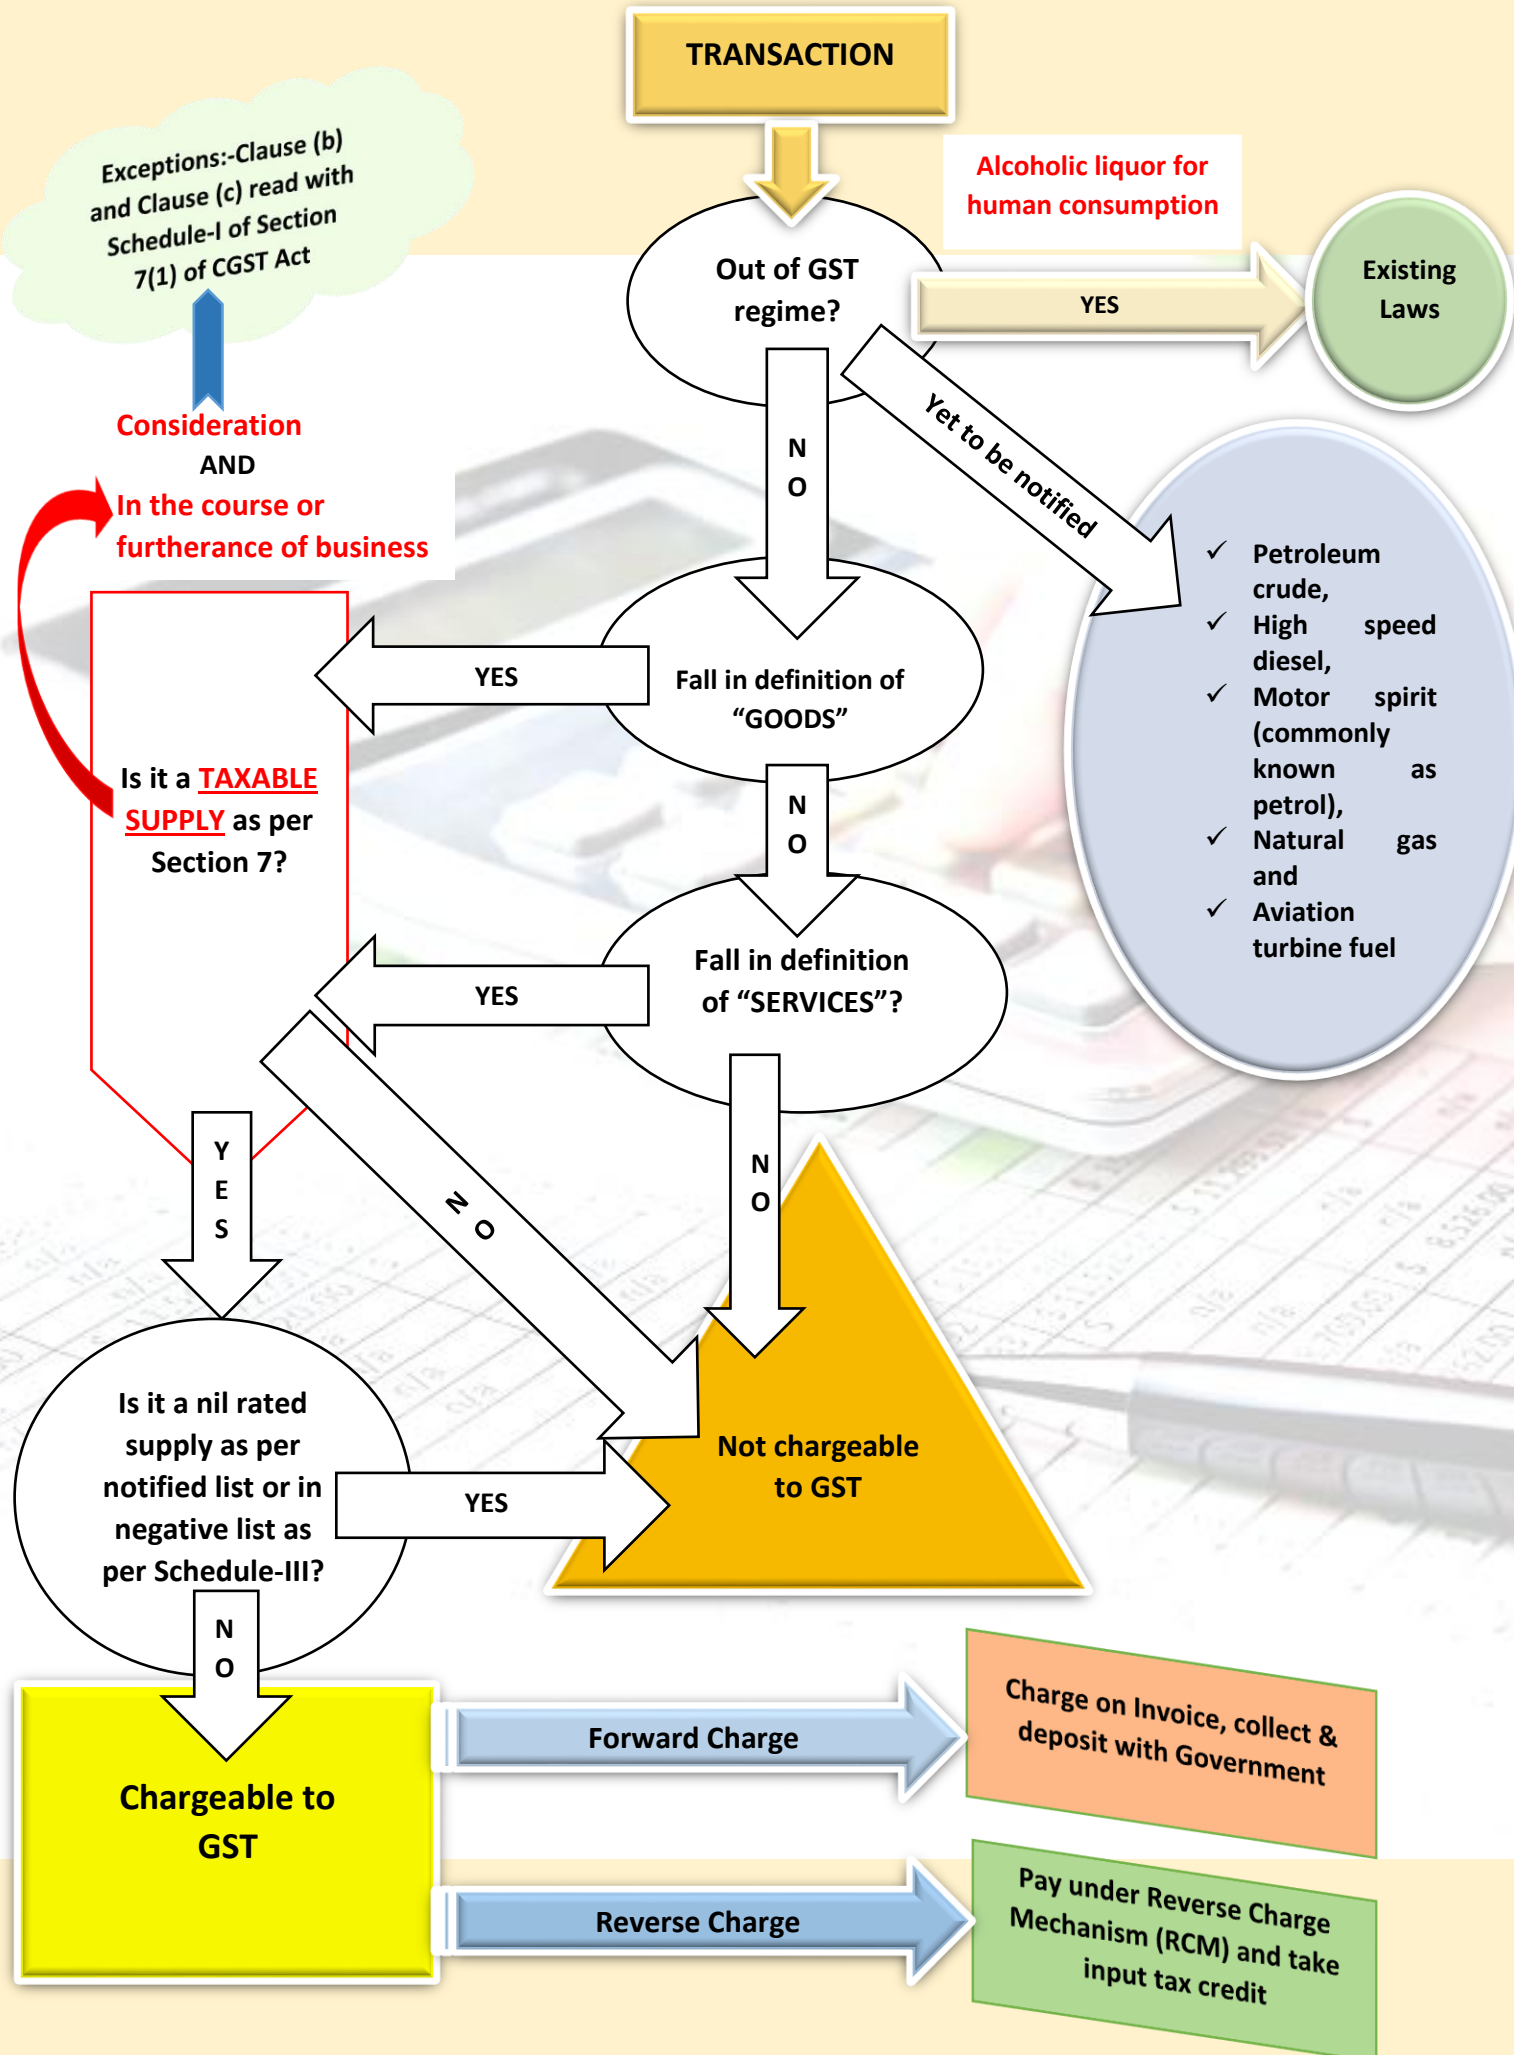 TRANSACTION
Exceptions:-Clause (b)
and Clause (c) read with
Schedule-I of Section
7(1) of CGST Act
Alcoholic liquor for
human consumption
Out of GST
regime?
YES
Existing
Laws
Yet to be notified
N
O
Consideration
AND
In the course or
furtherance of business
✓ Petroleum
crude,
✓ High speed
diesel,
✓ Motor spirit
(commonly
known as
petrol),
✓ Natural gas
and
✓ Aviation
turbine fuel
YES
Fall in definition of
“GOODS”
Is it a TAXABLE
SUPPLY as per
Section 7?
N
O
YES
Fall in definition
of “SERVICES”?
Y
E
S
N
O
N
O
Is it a nil rated
supply as per
notified list or in
negative list as
per Schedule-III?
YES
Not chargeable
to GST
N
O
Chargeable to
GST
Forward Charge
Charge on Invoice, collect &
deposit with Government
Reverse Charge
Pay under Reverse Charge
Mechanism (RCM) and take
input tax credit